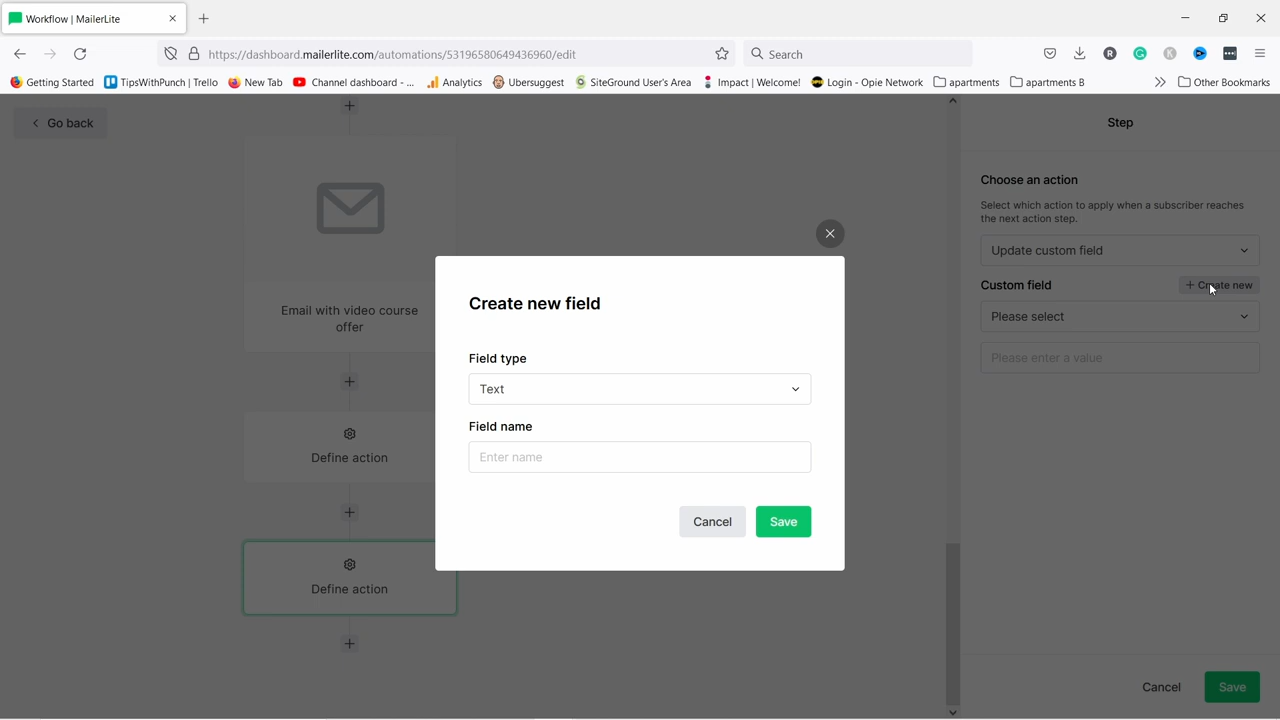 Workflow | MailerLite
https://dashboard.mailerlite.com/automations/53196580649436960/edit
Search
Getting Started
TipsWithPunch | Trello
New Tab
Channel dashboard - ...
Analytics
Ubersuggest
SiteGround User's Area
Impact | Welcome!
Login - Opie Network
apartments
apartments B
Other Bookmarks
Go back
Email with video course
offer
Define action
Define action
Create new field
Field type
Text
Field name
Enter name
Cancel
Save
Step
Choose an action
Select which action to apply when a subscriber reaches
the next action step.
Update custom field
Custom field
+ Create new
Please select
Please enter a value
Cancel
Save